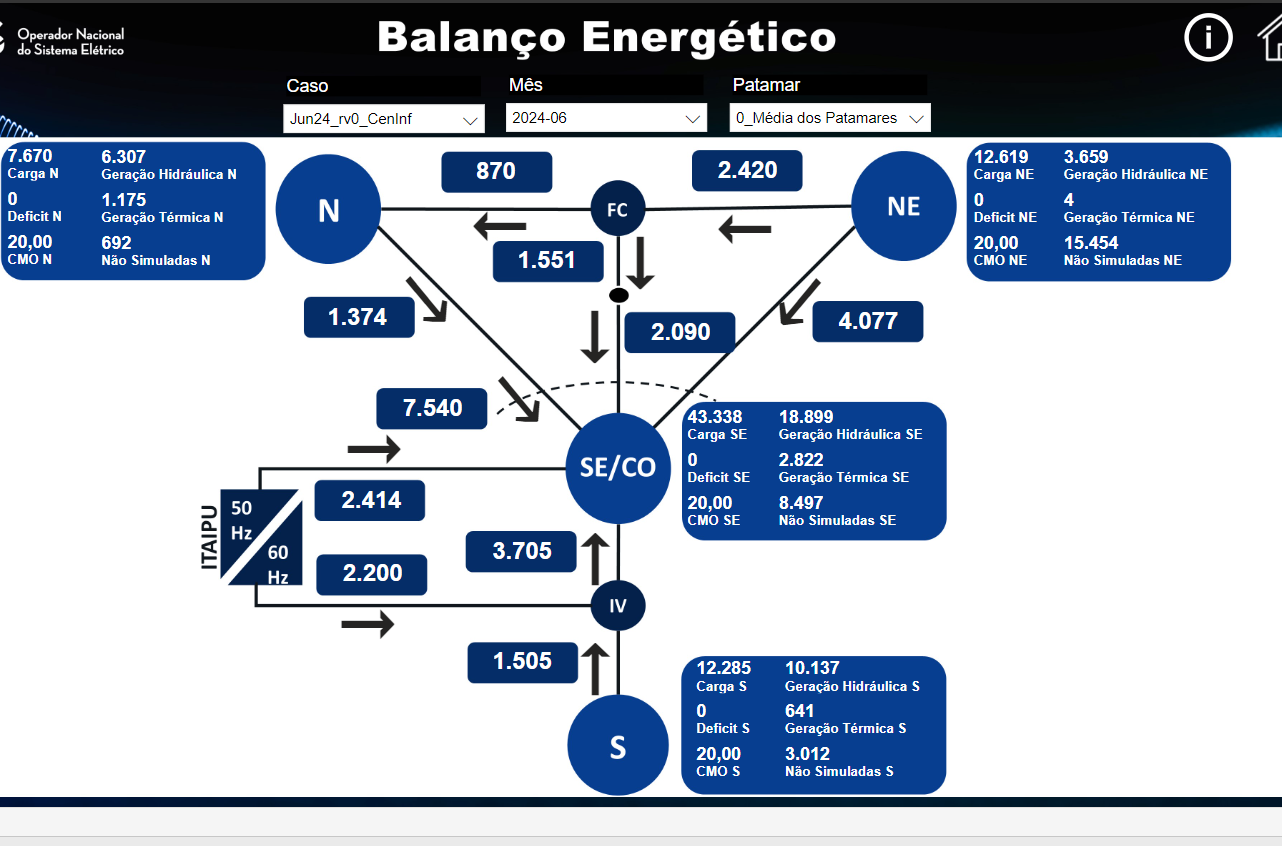 Operador Nacional
do Sistema Elétrico
Balanço Energético
i
Caso
Mês
Patamar
Jun24_rv0_CenInf
2024-06
0_Média dos Patamares
7.670
6.307
Carga N
Geração Hidráulica N
0
1.175
Deficit N
Geração Térmica N
20,00
692
CMO N
Não Simuladas N
N
870
FC
2.420
NE
12.619
3.659
Carga NE
Geração Hidráulica NE
0
4
Deficit NE
Geração Térmica NE
20,00
15.454
CMO NE
Não Simuladas NE
1.551
1.374
2.090
4.077
7.540
SE/CO
43.338
18.899
Carga SE
Geração Hidráulica SE
0
2.822
Deficit SE
Geração Térmica SE
20,00
8.497
CMO SE
Não Simuladas SE
ITAIPU
50
Hz
60
Hz
2.414
2.200
3.705
IV
1.505
S
12.285
10.137
Carga S
Geração Hidráulica S
0
641
Deficit S
Geração Térmica S
20,00
3.012
CMO S
Não Simuladas S